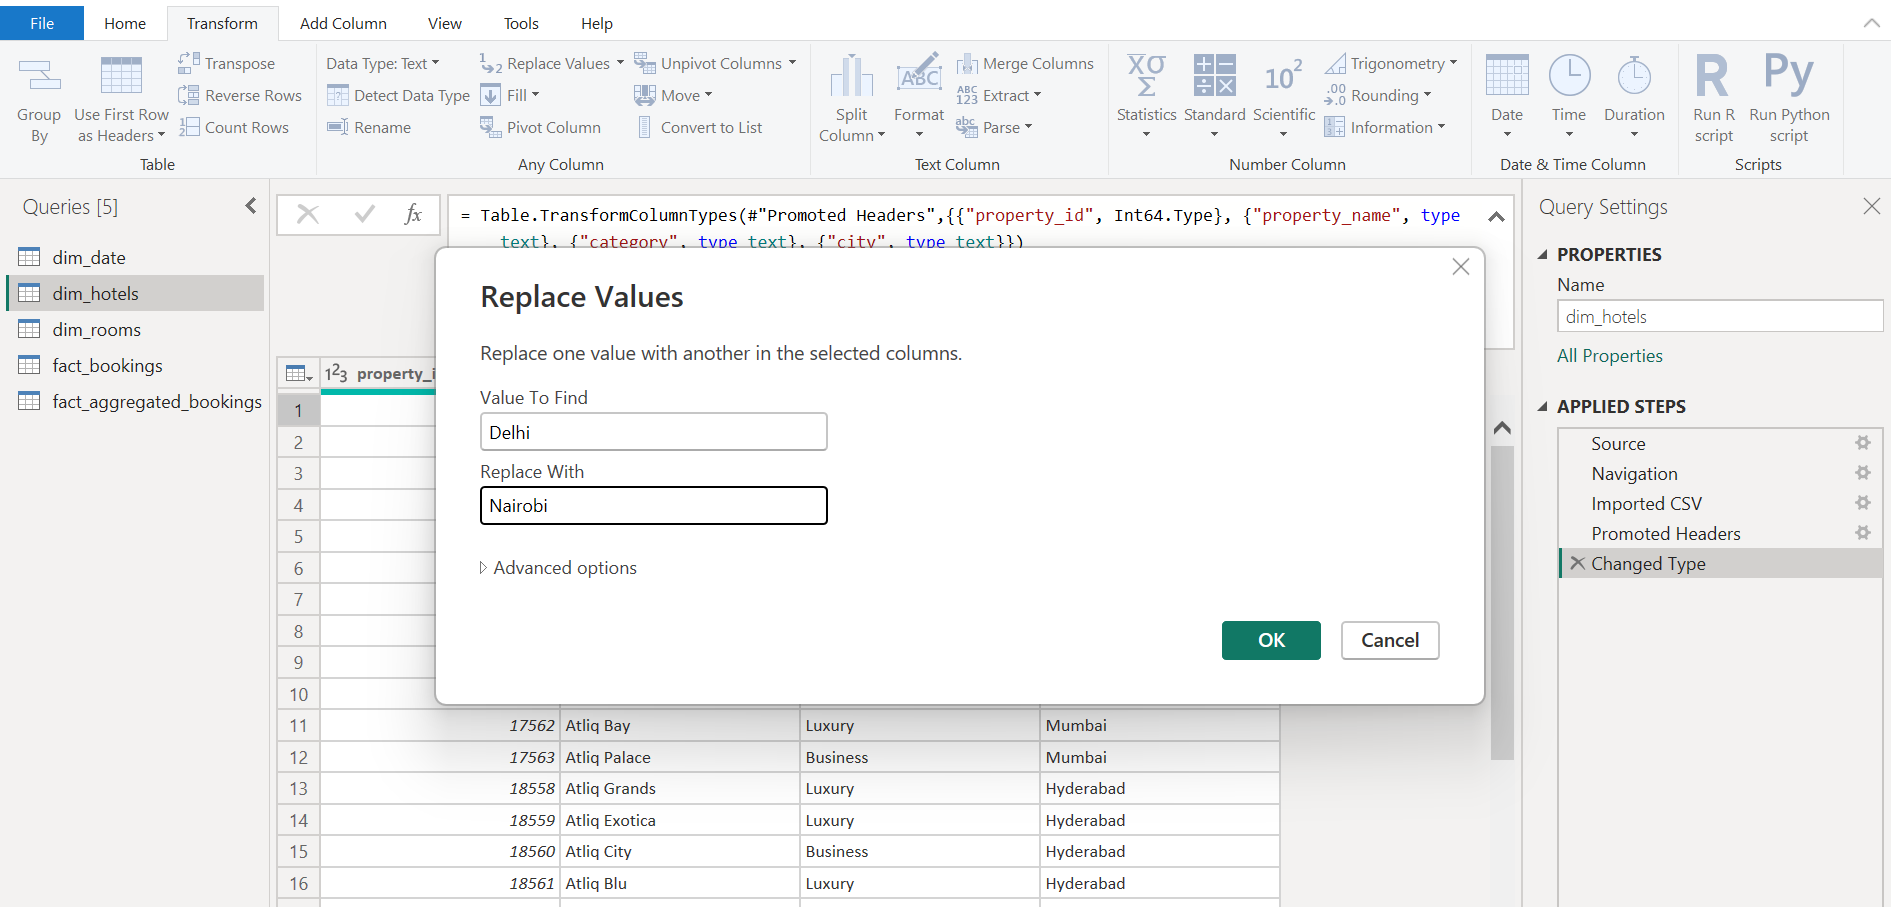 File Home Transform Add Column View Tools Help
Group By
Use First Row as Headers
Transpose
Reverse Rows
Count Rows
Table
Data Type: Text
Detect Data Type
Rename
Replace Values
Fill
Pivot Column
Unpivot Columns
Move
Convert to List
Any Column
Split Column
Format
Merge Columns
Extract
Parse
Text Column
Statistics
Standard
Scientific
Trigonometry
Rounding
Information
Number Column
Date
Time
Duration
Date & Time Column
Run R script
Run Python script
Scripts
Queries [5]
dim_date
dim_hotels
dim_rooms
fact_bookings
fact_aggregated_bookings
fx
= Table.TransformColumnTypes(#"Promoted Headers",{{"property_id", Int64.Type}, {"property_name", type
text}, {"category", type text}, {"city", type text}})
Replace Values
Replace one value with another in the selected columns.
Value To Find
Delhi
Replace With
Nairobi
Advanced options
OK
Cancel
123 property_i
1
2
3
4
5
6
7
8
9
10
11 17562 Atliq Bay Luxury Mumbai
12 17563 Atliq Palace Business Mumbai
13 18558 Atliq Grands Luxury Hyderabad
14 18559 Atliq Exotica Luxury Hyderabad
15 18560 Atliq City Business Hyderabad
16 18561 Atliq Blu Luxury Hyderabad
Query Settings
PROPERTIES
Name
dim_hotels
All Properties
APPLIED STEPS
Source
Navigation
Imported CSV
Promoted Headers
Changed Type